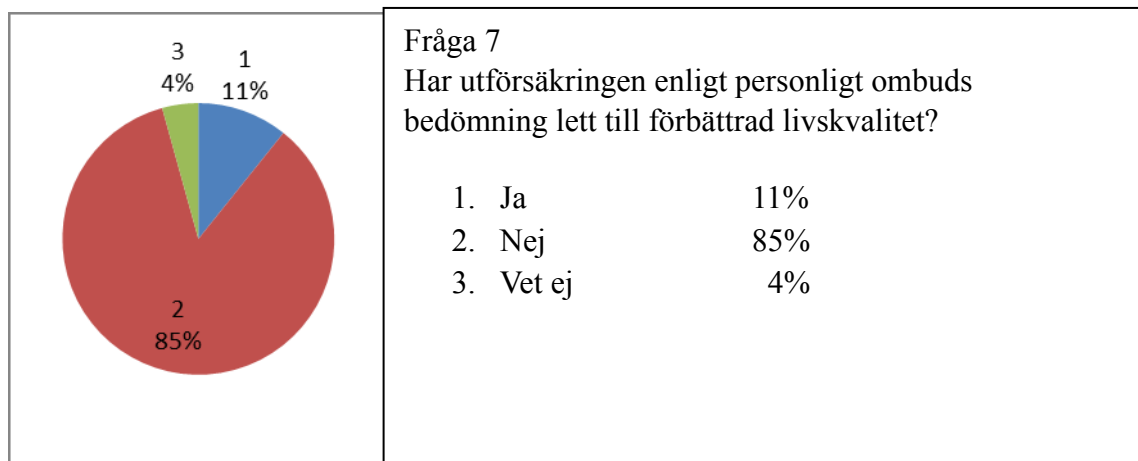 3
4%
1
11%
2
85%
Fråga 7
Har utförsäkringen enligt personligt ombuds
bedömning lett till förbättrad livskvalitet?
1. Ja 11%
2. Nej 85%
3. Vet ej 4%